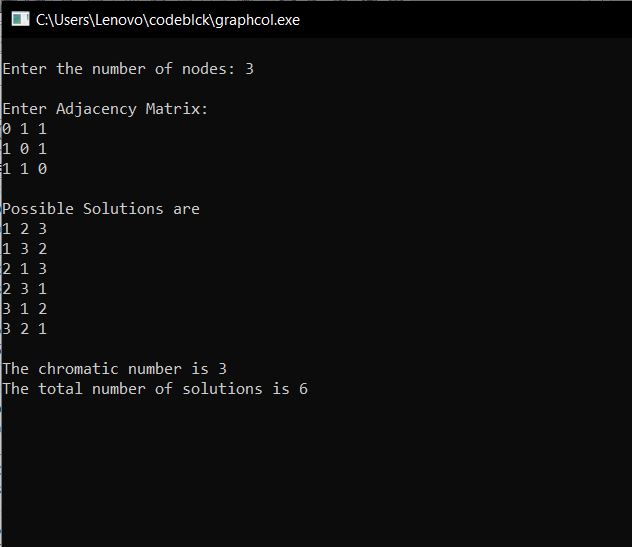 C:\Users\Lenovo\codeblck\graphcol.exe
Enter the number of nodes: 3
Enter Adjacency Matrix:
0 1 1
1 0 1
1 1 0
Possible Solutions are
1 2 3
1 3 2
2 1 3
2 3 1
3 1 2
3 2 1
The chromatic number is 3
The total number of solutions is 6